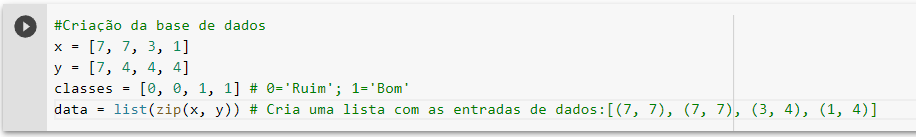 #Criação da base de dados
x = [7, 7, 3, 1]
y = [7, 4, 4, 4]
classes = [0, 0, 1, 1] # 0='Ruim'; 1='Bom'
data = list(zip(x, y)) # Cria uma lista com as entradas de dados:[(7, 7), (7, 7), (3, 4), (1, 4)]